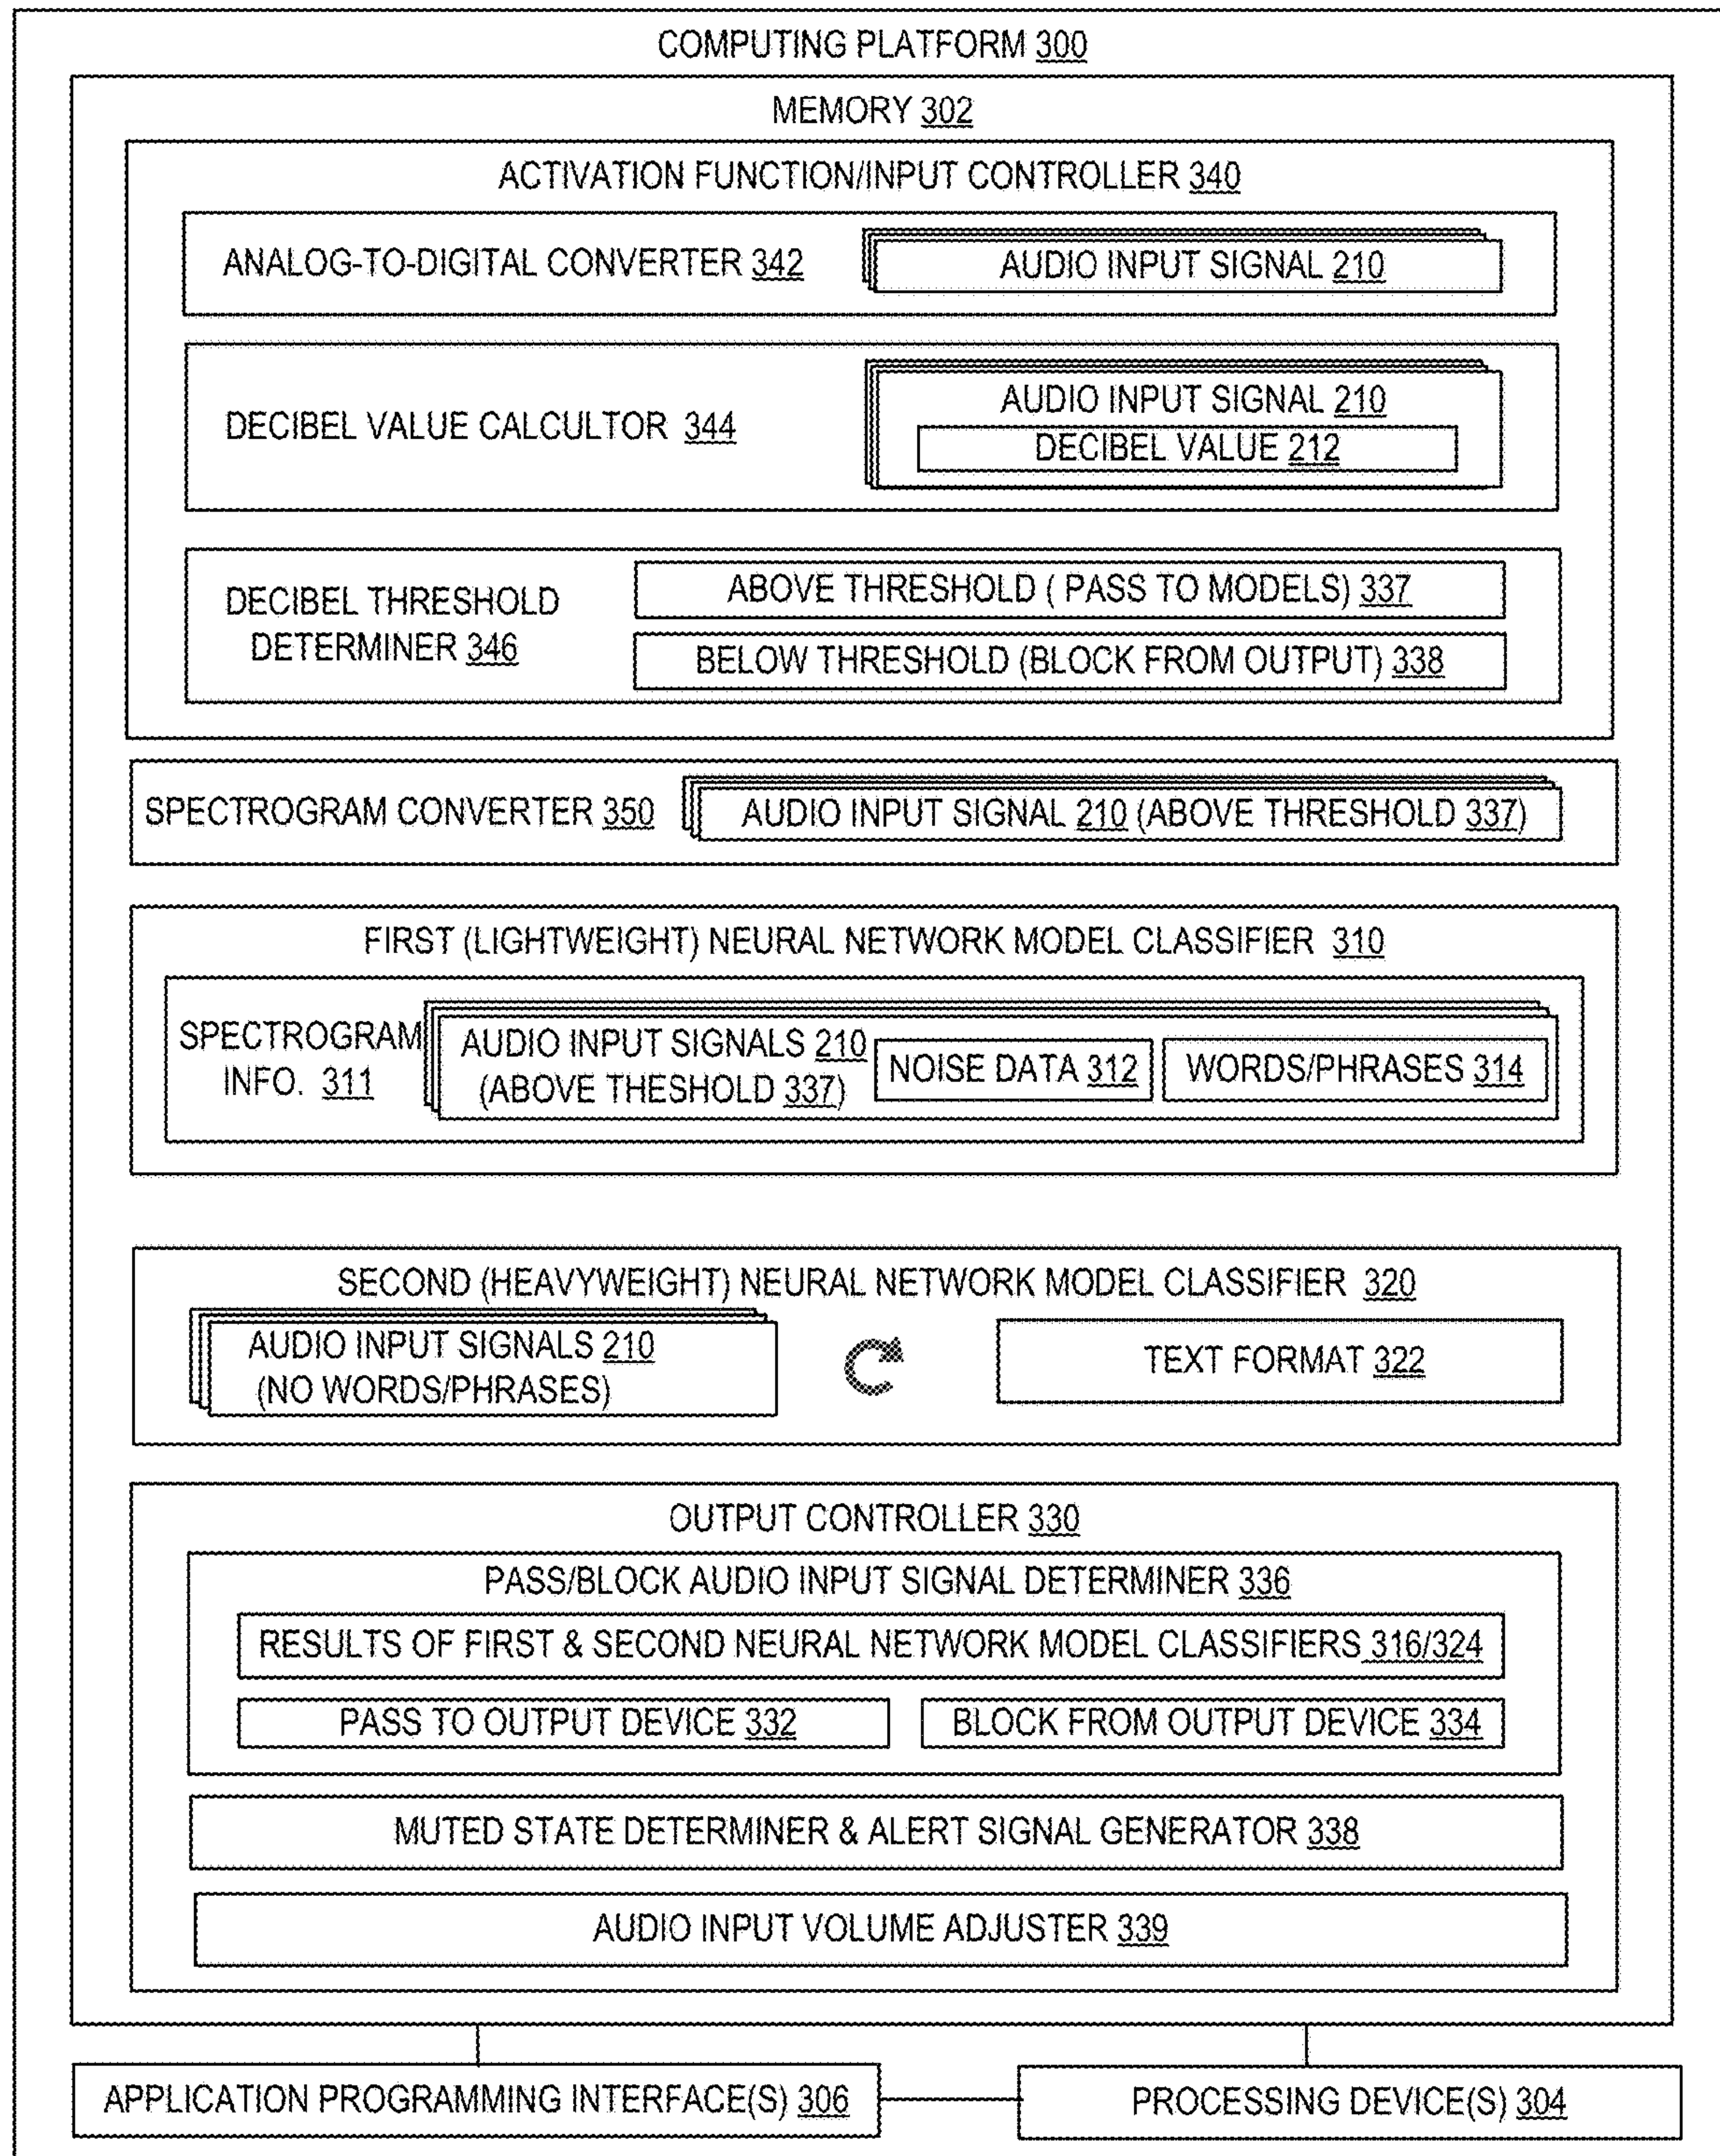 COMPUTING PLATFORM 300
MEMORY 302
ACTIVATION FUNCTION/INPUT CONTROLLER 340
ANALOG-TO-DIGITAL CONVERTER 342
AUDIO INPUT SIGNAL 210
DECIBEL VALUE CALCULTOR 344
AUDIO INPUT SIGNAL 210
DECIBEL VALUE 212
DECIBEL THRESHOLD
DETERMINER 346
ABOVE THRESHOLD ( PASS TO MODELS) 337
BELOW THRESHOLD (BLOCK FROM OUTPUT) 338
SPECTROGRAM CONVERTER 350
AUDIO INPUT SIGNAL 210 (ABOVE THRESHOLD 337)
FIRST (LIGHTWEIGHT) NEURAL NETWORK MODEL CLASSIFIER 310
SPECTROGRAM
INFO. 311
AUDIO INPUT SIGNALS 210
(ABOVE THESHOLD 337)
NOISE DATA 312
WORDS/PHRASES 314
SECOND (HEAVYWEIGHT) NEURAL NETWORK MODEL CLASSIFIER 320
AUDIO INPUT SIGNALS 210
(NO WORDS/PHRASES)
TEXT FORMAT 322
OUTPUT CONTROLLER 330
PASS/BLOCK AUDIO INPUT SIGNAL DETERMINER 336
RESULTS OF FIRST & SECOND NEURAL NETWORK MODEL CLASSIFIERS 316/324
PASS TO OUTPUT DEVICE 332
BLOCK FROM OUTPUT DEVICE 334
MUTED STATE DETERMINER & ALERT SIGNAL GENERATOR 338
AUDIO INPUT VOLUME ADJUSTER 339
APPLICATION PROGRAMMING INTERFACE(S) 306
PROCESSING DEVICE(S) 304